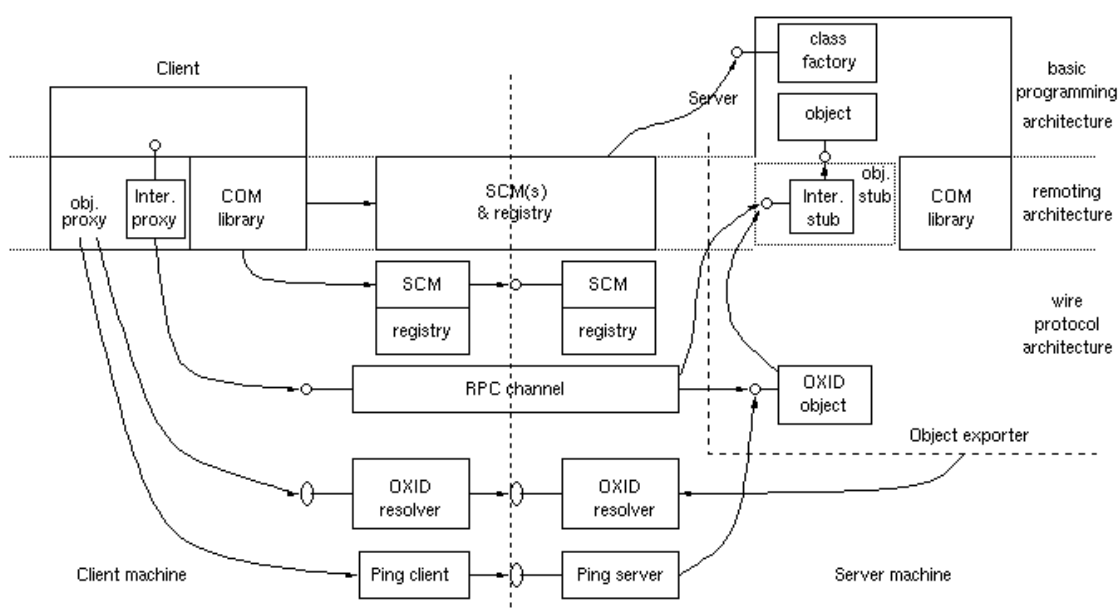 class
factory
Client
basic
programming
architecture
Server
object
obj.
proxy
Inter.
proxy
COM
library
SCM(s)
& registry
Inter.
stub
obj.
stub
COM
library
remoting
architecture
SCM
registry
SCM
registry
wire
protocol
architecture
RPC channel
OXID
object
Object exporter
OXID
resolver
OXID
resolver
Client machine
Ping client
Ping server
Server machine